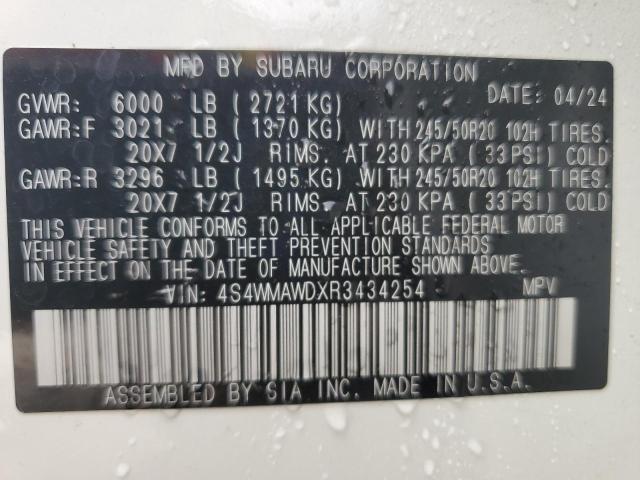 MFD BY SUBARU CORPORATION
GVWR: 6000 LB ( 2721 KG) DATE: 04/24
GAWR:F 3021 LB ( 1370 KG) WITH 245/50R20 102H TIRES.
20X7 1/2J RIMS. AT 230 KPA ( 33 PSI) COLD
GAWR:R 3296 LB ( 1495 KG) WITH 245/50R20 102H TIRES.
20X7 1/2J RIMS. AT 230 KPA ( 33 PSI) COLD
THIS VEHICLE CONFORMS TO ALL APPLICABLE FEDERAL MOTOR
VEHICLE SAFETY AND THEFT PREVENTION STANDARDS
IN EFFECT ON THE DATE OF MANUFACTURE SHOWN ABOVE.
VIN: 4S4WMAWDXR3434254 MPV
ASSEMBLED BY SIA INC. MADE IN U.S.A.